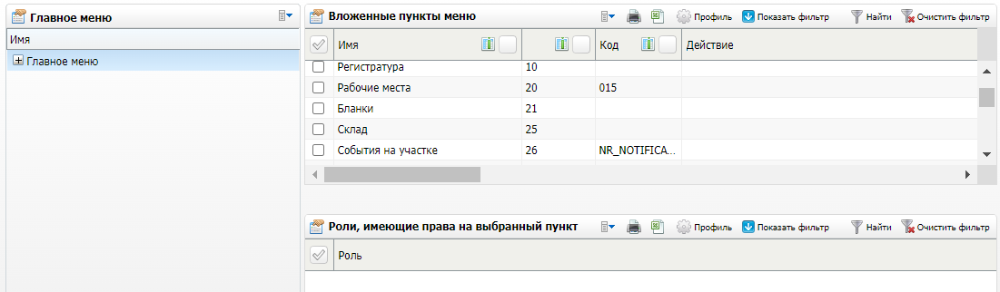 Главное меню
Имя
Главное меню
Вложенные пункты меню Профиль Показать фильтр Найти Очистить фильтр
Имя Код Действие
Регистратура 10
Рабочие места 20 015
Бланки 21
Склад 25
События на участке 26 NR_NOTIFICA...
Роли, имеющие права на выбранный пункт Профиль Показать фильтр Найти Очистить фильтр
Роль